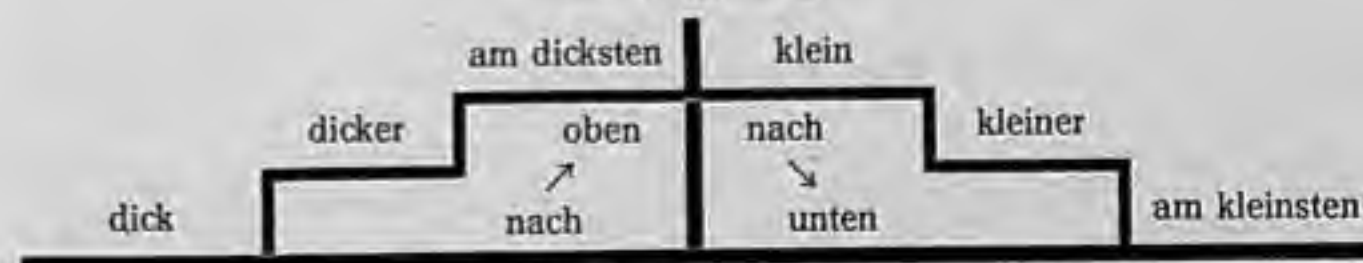 am dicksten klein
dicker oben nach kleiner
dick nach unten am kleinsten